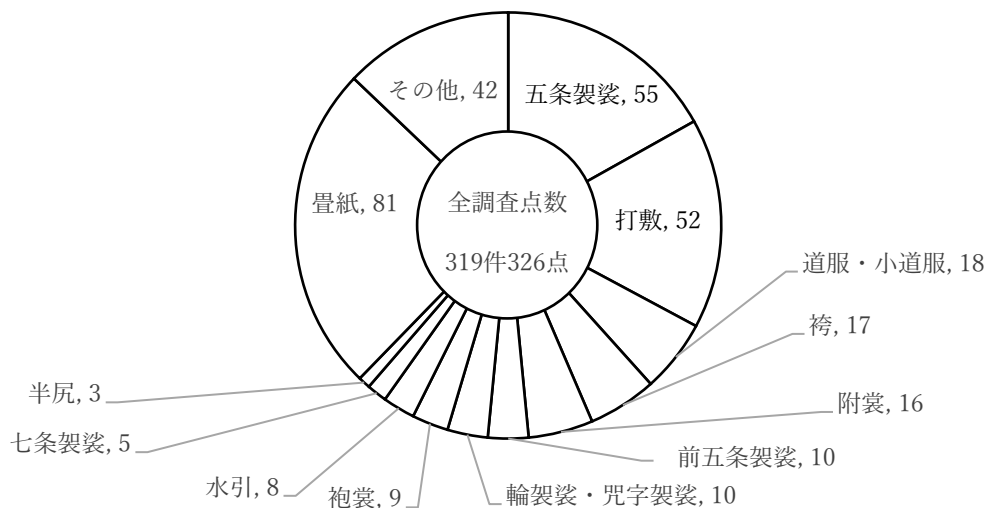 五条袈裟, 55
打敷, 52
道服・小道服, 18
袴, 17
附裳, 16
前五条袈裟, 10
輪袈裟・咒字袈裟, 10
袍裳, 9
水引, 8
七条袈裟, 5
半尻, 3
畳紙, 81
その他, 42
全調査点数
319件326点